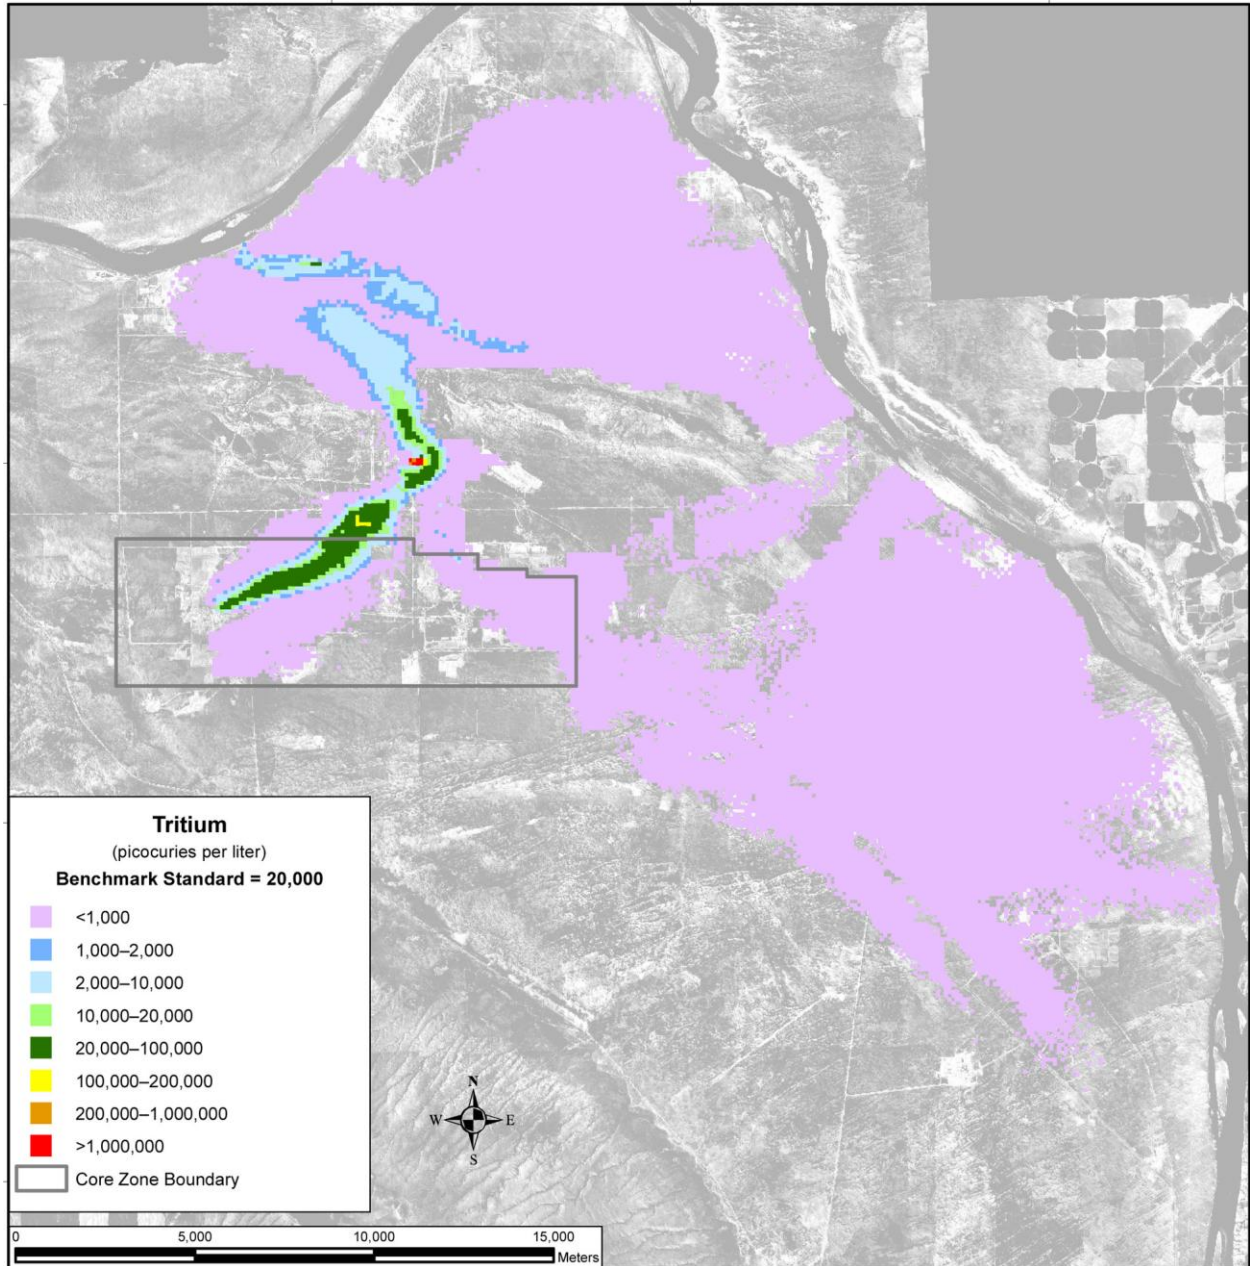 Tritium
(picocuries per liter)
Benchmark Standard = 20,000
<1,000
1,000–2,000
2,000–10,000
10,000–20,000
20,000–100,000
100,000–200,000
200,000–1,000,000
>1,000,000
Core Zone Boundary
N
W E
S
0 5,000 10,000 15,000
Meters